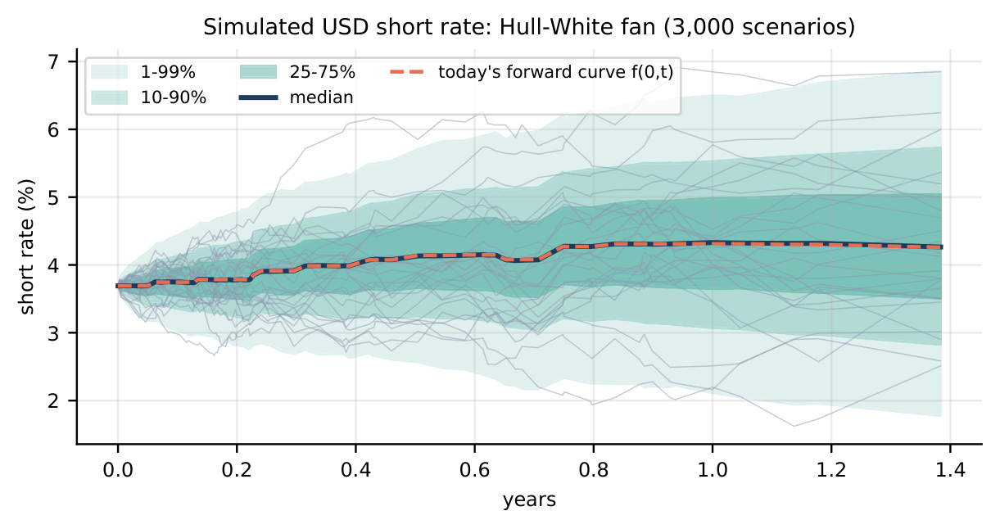 Simulated USD short rate: Hull-White fan (3,000 scenarios)
1-99%
10-90%
25-75%
median
today's forward curve f(0,t)
short rate (%)
7
6
5
4
3
2
0.0 0.2 0.4 0.6 0.8 1.0 1.2 1.4
years